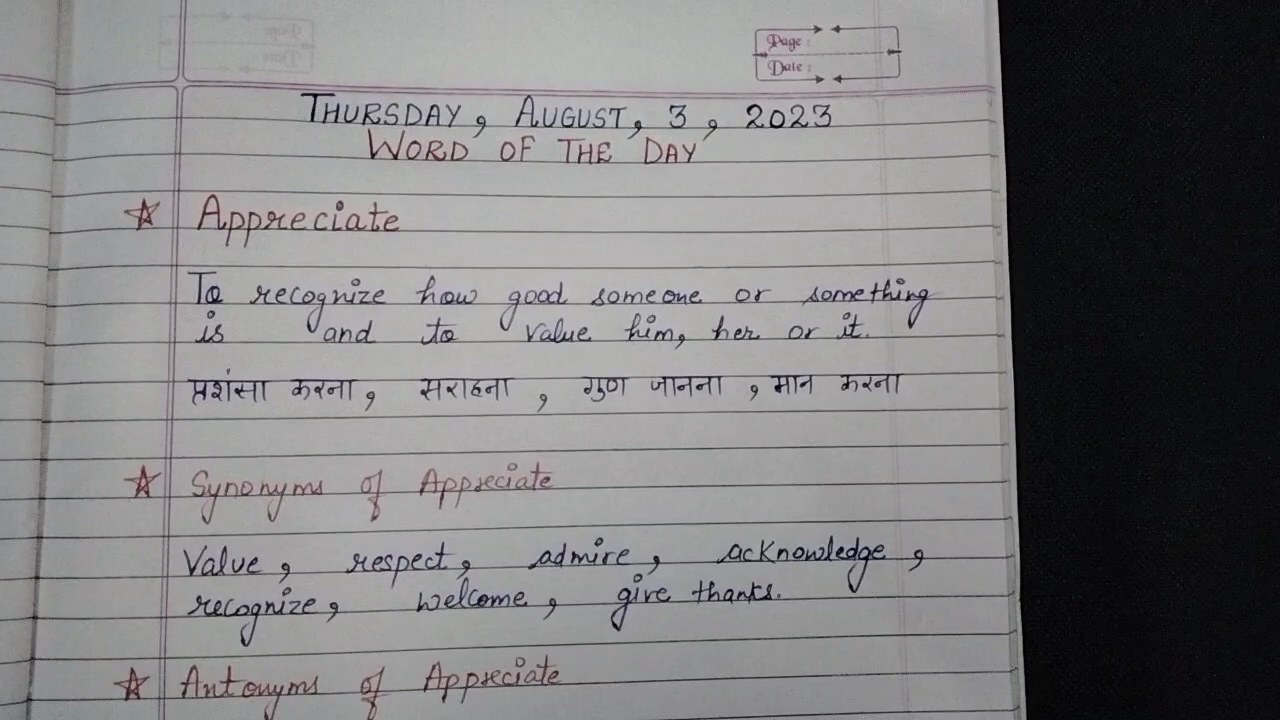 Page :
Date :
THURSDAY, AUGUST, 3, 2023
WORD OF THE DAY
☆ Appreciate
To recognize how good someone or something
is and to value him, her or it.
प्रशंसा करना, सराहना, गुण जानना, मान करना
☆ Synonyms of Appreciate
Value, respect, admire, acknowledge,
recognize, welcome, give thanks.
☆ Antonyms of Appreciate